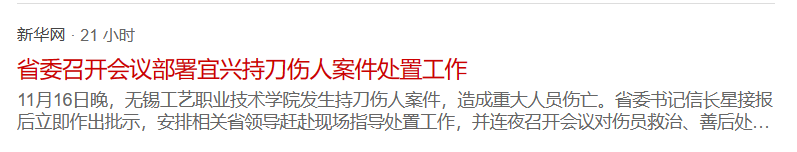 新华网 · 21 小时
省委召开会议部署宜兴持刀伤人案件处置工作
11月16日晚，无锡工艺职业技术学院发生持刀伤人案件，造成重大人员伤亡。省委书记信长星接报
后立即作出批示，安排相关省领导赶赴现场指导处置工作，并连夜召开会议对伤员救治、善后处...